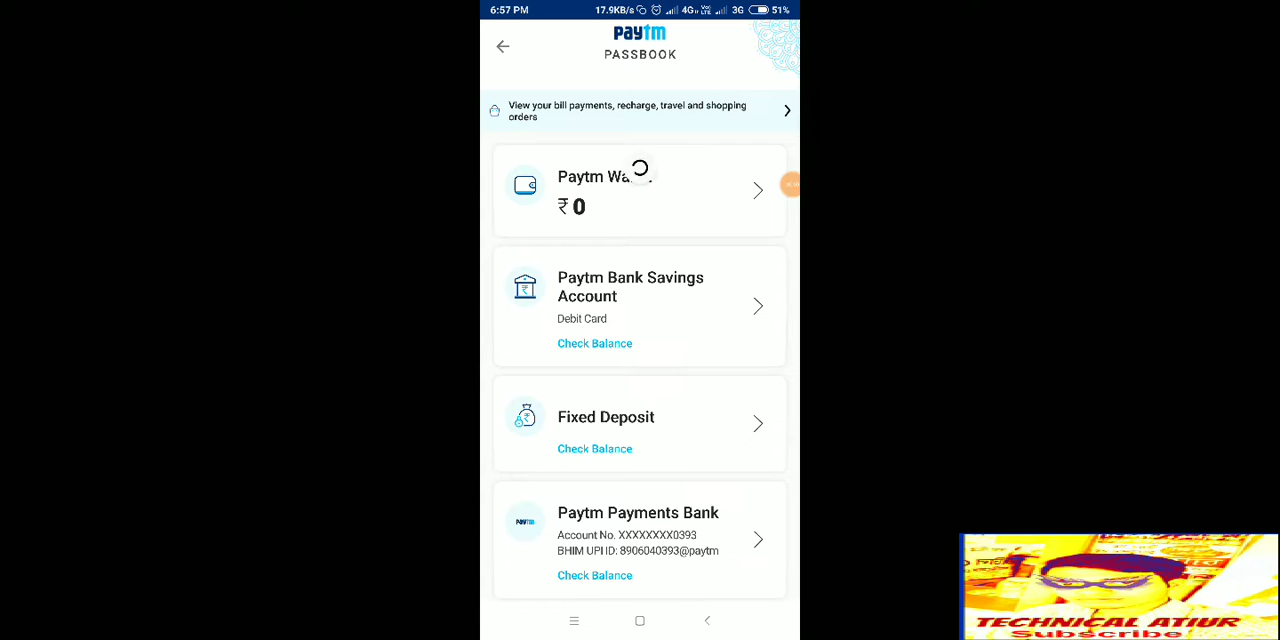 6:57 PM 17.9KB/s 4G VoLTE 3G 51%
paytm
PASSBOOK
View your bill payments, recharge, travel and shopping
orders
Paytm
₹ 0
Paytm Bank Savings
Account
Debit Card
Check Balance
Fixed Deposit
Check Balance
paytm
Paytm Payments Bank
Account No. XXXXXXXX0393
BHIM UPI ID: 8906040393@paytm
Check Balance
TECHNICAL ATIUR
Subscribe